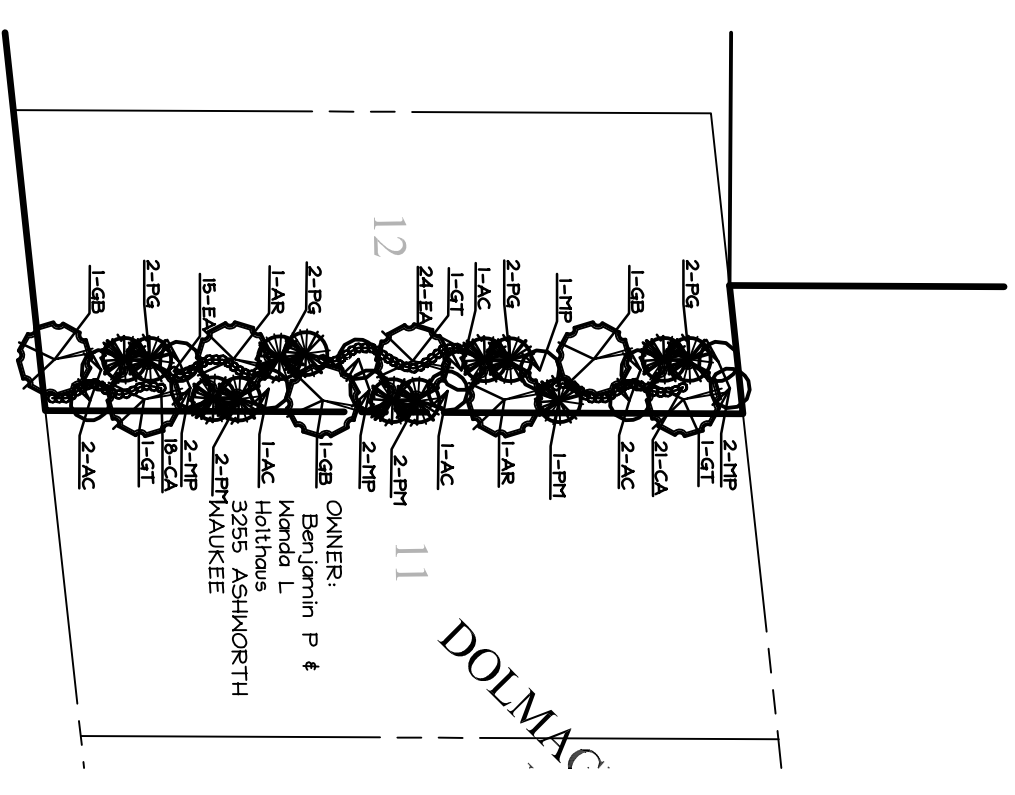 12
1-GB
2-PG
15-EA
1-AR
2-PG
24-EA
1-GT
1-AC
2-PG
1-MP
1-GB
2-PG
2-AC
1-GT
18-CA
2-MP
2-PM
1-AC
1-GB
2-MP
2-PM
1-AC
1-AR
1-PM
2-AC
21-CA
1-GT
2-MP
11
OWNER:
Benjamin P &
Wanda L
Holthaus
3255 ASHWORTH
WAUKEE
DOLMAC